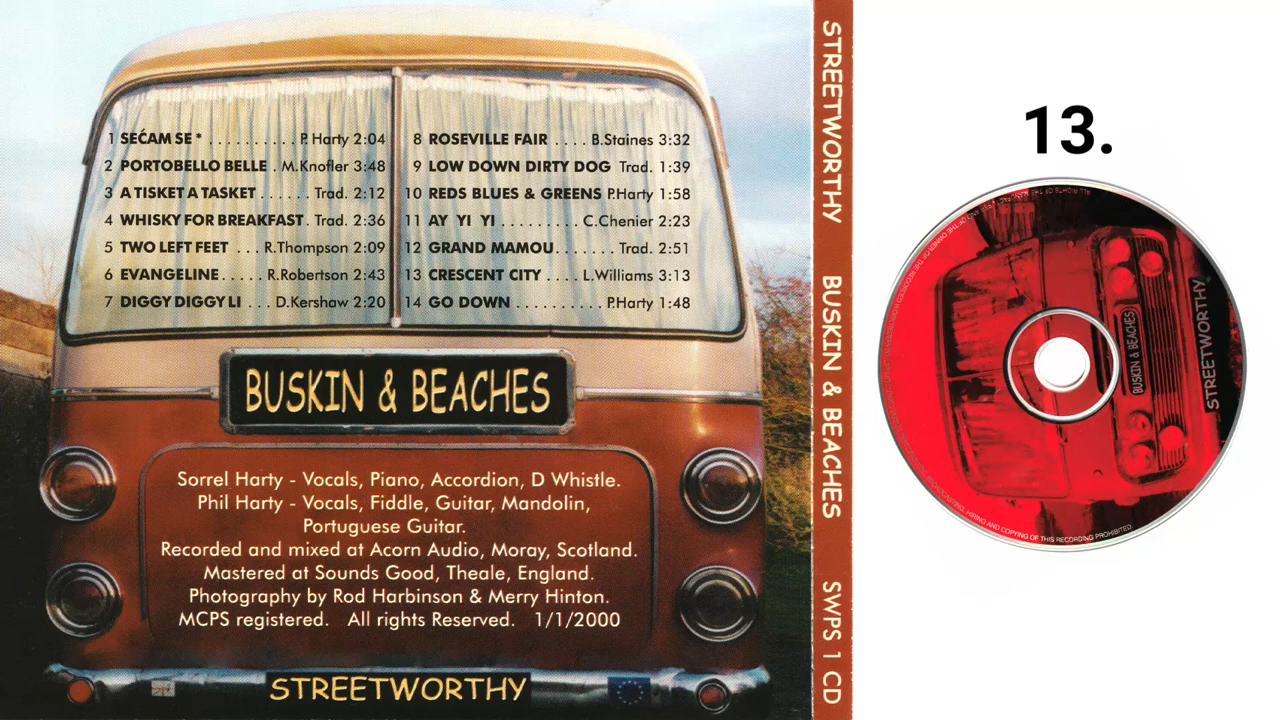 1 SEĆAM SE * . . . . . . . . . . P. Harty 2:04
2 PORTOBELLO BELLE . M.Knofler 3:48
3 A TISKET A TASKET . . . . . . Trad. 2:12
4 WHISKY FOR BREAKFAST . Trad. 2:36
5 TWO LEFT FEET . . . R.Thompson 2:09
6 EVANGELINE . . . . . R.Robertson 2:43
7 DIGGY DIGGY LI . . . D.Kershaw 2:20
8 ROSEVILLE FAIR . . . . B.Staines 3:32
9 LOW DOWN DIRTY DOG Trad. 1:39
10 REDS BLUES & GREENS P.Harty 1:58
11 AY YI YI . . . . . . . . . C.Chenier 2:23
12 GRAND MAMOU. . . . . . . Trad. 2:51
13 CRESCENT CITY . . . . L.Williams 3:13
14 GO DOWN . . . . . . . . . . P.Harty 1:48
BUSKIN & BEACHES
Sorrel Harty - Vocals, Piano, Accordion, D Whistle.
Phil Harty - Vocals, Fiddle, Guitar, Mandolin,
Portuguese Guitar.
Recorded and mixed at Acorn Audio, Moray, Scotland.
Mastered at Sounds Good, Theale, England.
Photography by Rod Harbinson & Merry Hinton.
MCPS registered. All rights Reserved. 1/1/2000
STREETWORTHY
STREETWORTHY BUSKIN & BEACHES SWPS 1 CD
13.
BUSKIN & BEACHES
STREETWORTHY
HIRING AND COPYING OF THIS RECORDING PROHIBITED